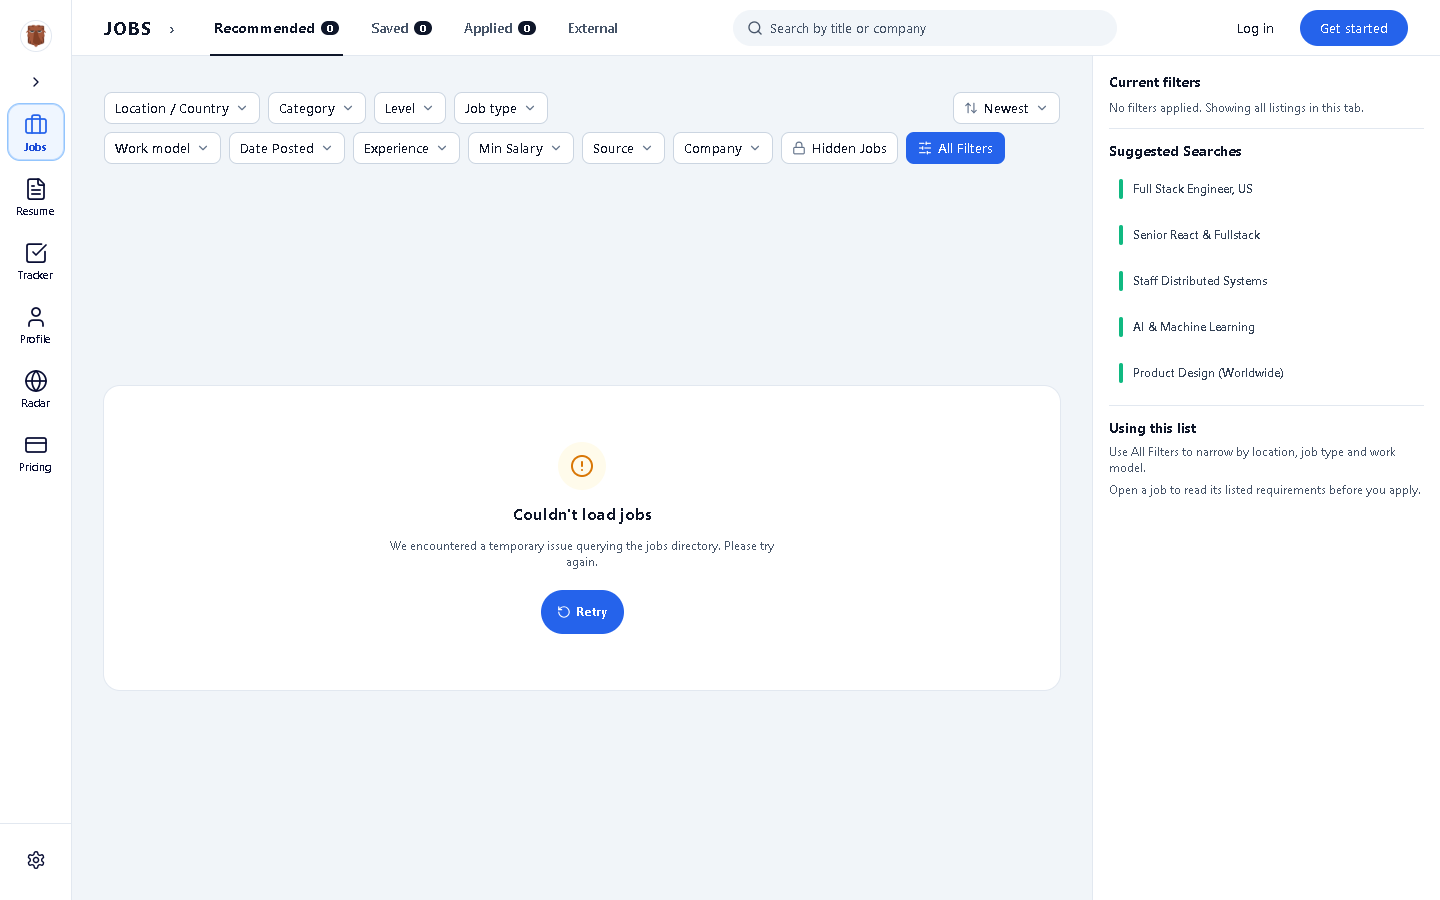 JOBS
Recommended 0
Saved 0
Applied 0
External
Search by title or company
Log in
Get started
Jobs
Resume
Tracker
Profile
Radar
Pricing
Location / Country
Category
Level
Job type
Newest
Work model
Date Posted
Experience
Min Salary
Source
Company
Hidden Jobs
All Filters
Couldn't load jobs
We encountered a temporary issue querying the jobs directory. Please try
again.
Retry
Current filters
No filters applied. Showing all listings in this tab.
Suggested Searches
Full Stack Engineer, US
Senior React & Fullstack
Staff Distributed Systems
AI & Machine Learning
Product Design (Worldwide)
Using this list
Use All Filters to narrow by location, job type and work
model.
Open a job to read its listed requirements before you apply.